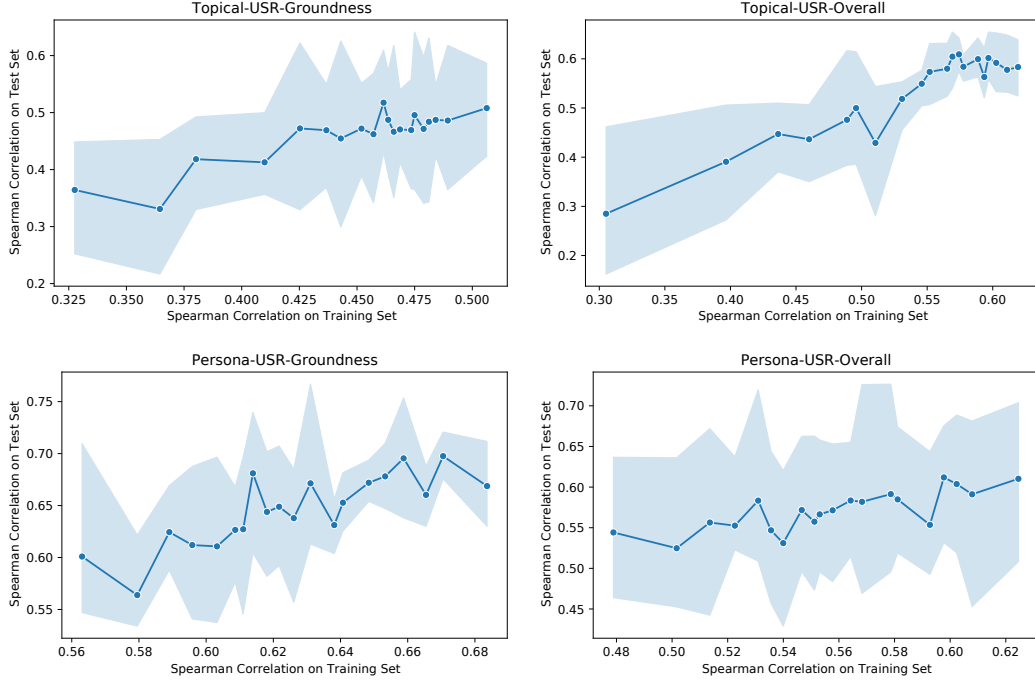 Topical-USR-Groundness
Spearman Correlation on Test Set
0.6
0.5
0.4
0.3
0.2
0.325 0.350 0.375 0.400 0.425 0.450 0.475 0.500
Spearman Correlation on Training Set
Topical-USR-Overall
Spearman Correlation on Test Set
0.6
0.5
0.4
0.3
0.2
0.30 0.35 0.40 0.45 0.50 0.55 0.60
Spearman Correlation on Training Set
Persona-USR-Groundness
Spearman Correlation on Test Set
0.75
0.70
0.65
0.60
0.55
0.56 0.58 0.60 0.62 0.64 0.66 0.68
Spearman Correlation on Training Set
Persona-USR-Overall
Spearman Correlation on Test Set
0.70
0.65
0.60
0.55
0.50
0.45
0.48 0.50 0.52 0.54 0.56 0.58 0.60 0.62
Spearman Correlation on Training Set